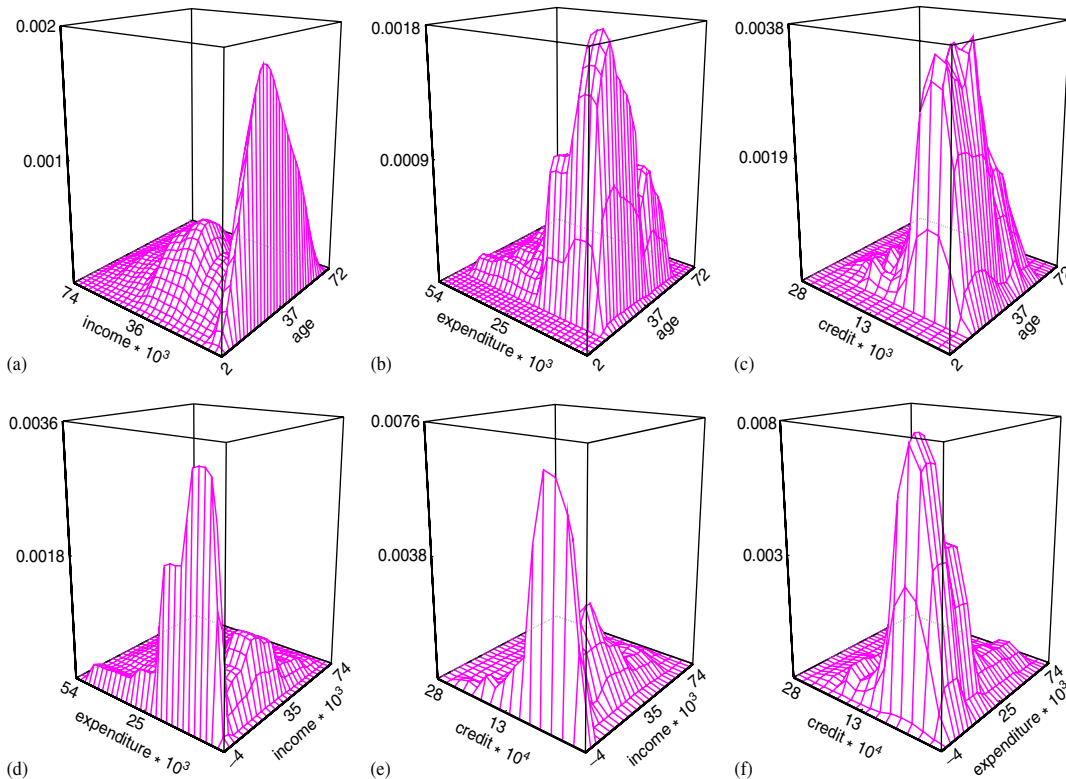 0.002
0.001
74
36
2
income * 10³
37
72
age
(a)
0.0018
0.0009
54
25
2
expenditure * 10³
37
72
age
(b)
0.0038
0.0019
28
13
2
credit * 10³
37
72
age
(c)
0.0036
0.0018
54
25
−4
expenditure * 10³
35
74
income * 10³
(d)
0.0076
0.0038
28
13
−4
credit * 10⁴
35
74
income * 10³
(e)
0.008
0.003
28
13
−4
credit * 10⁴
25
74
expenditure * 10³
(f)